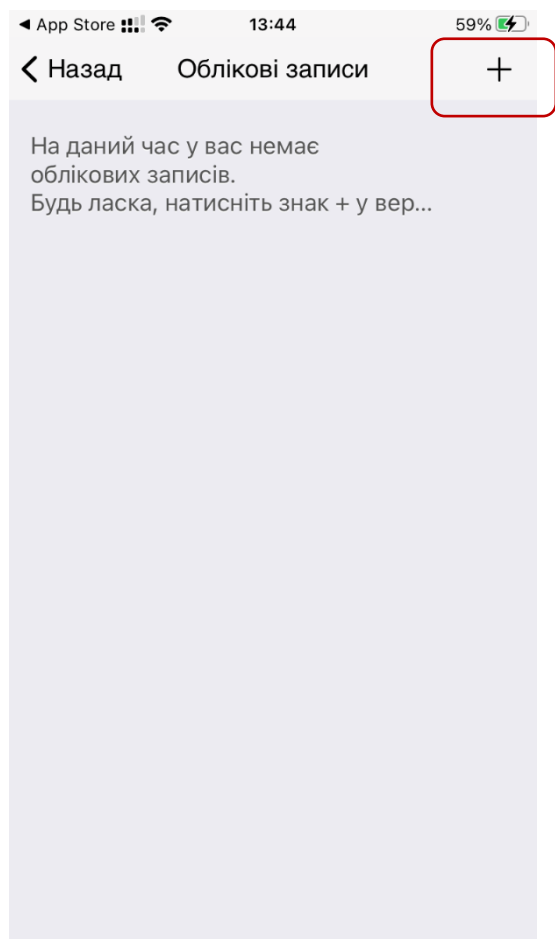 ◀ App Store 13:44 59%
Назад Облікові записи +
На даний час у вас немає
облікових записів.
Будь ласка, натисніть знак + у вер...